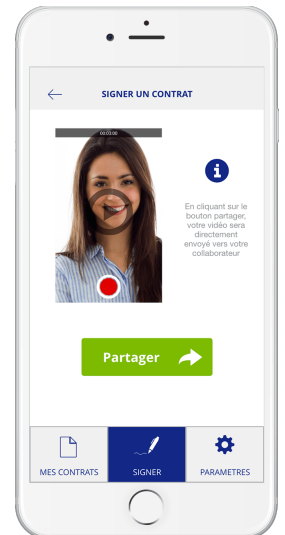 SIGNER UN CONTRAT
00:03:00
En cliquant sur le
bouton partager,
votre vidéo sera
directement
envoyé vers votre
collaborateur
Partager
MES CONTRATS
SIGNER
PARAMETRES